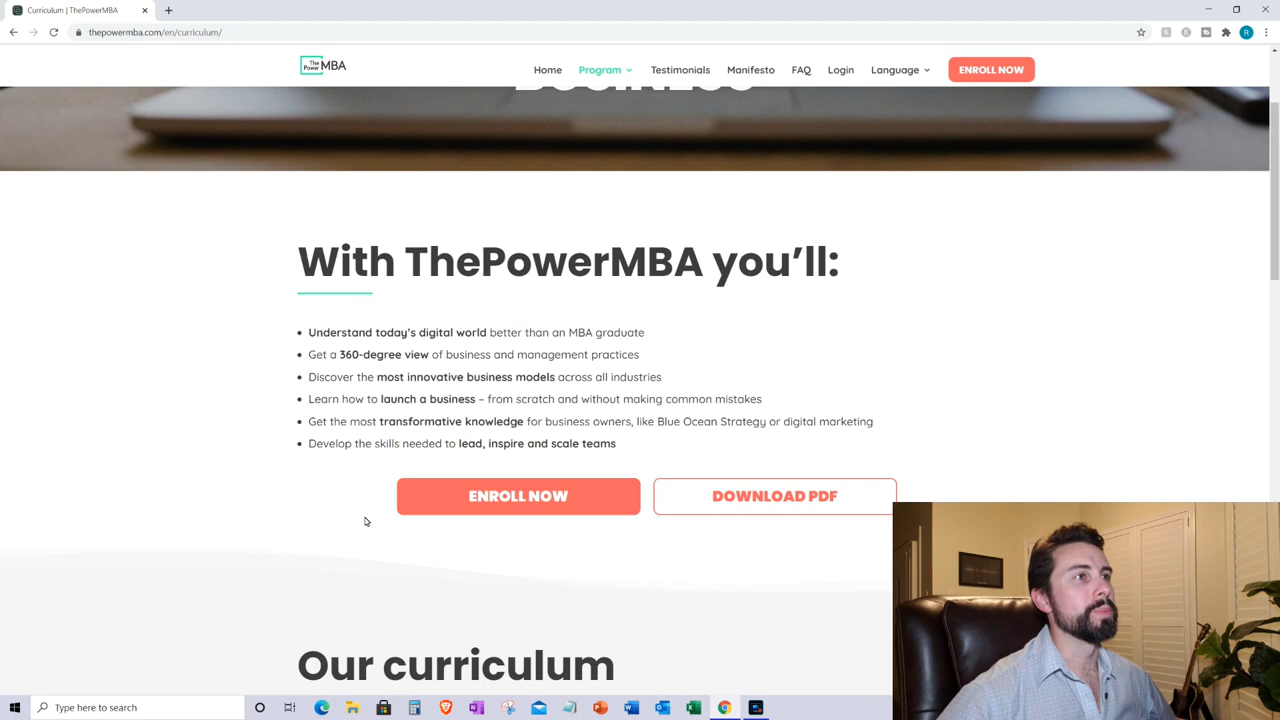 Curriculum | ThePowerMBA
thepowermba.com/en/curriculum/
R
The Power MBA
Home
Program
Testimonials
Manifesto
FAQ
Login
Language
ENROLL NOW
BUSINESS
With ThePowerMBA you'll:
Understand today's digital world better than an MBA graduate
Get a 360-degree view of business and management practices
Discover the most innovative business models across all industries
Learn how to launch a business – from scratch and without making common mistakes
Get the most transformative knowledge for business owners, like Blue Ocean Strategy or digital marketing
Develop the skills needed to lead, inspire and scale teams
ENROLL NOW
DOWNLOAD PDF
Our curriculum
Type here to search